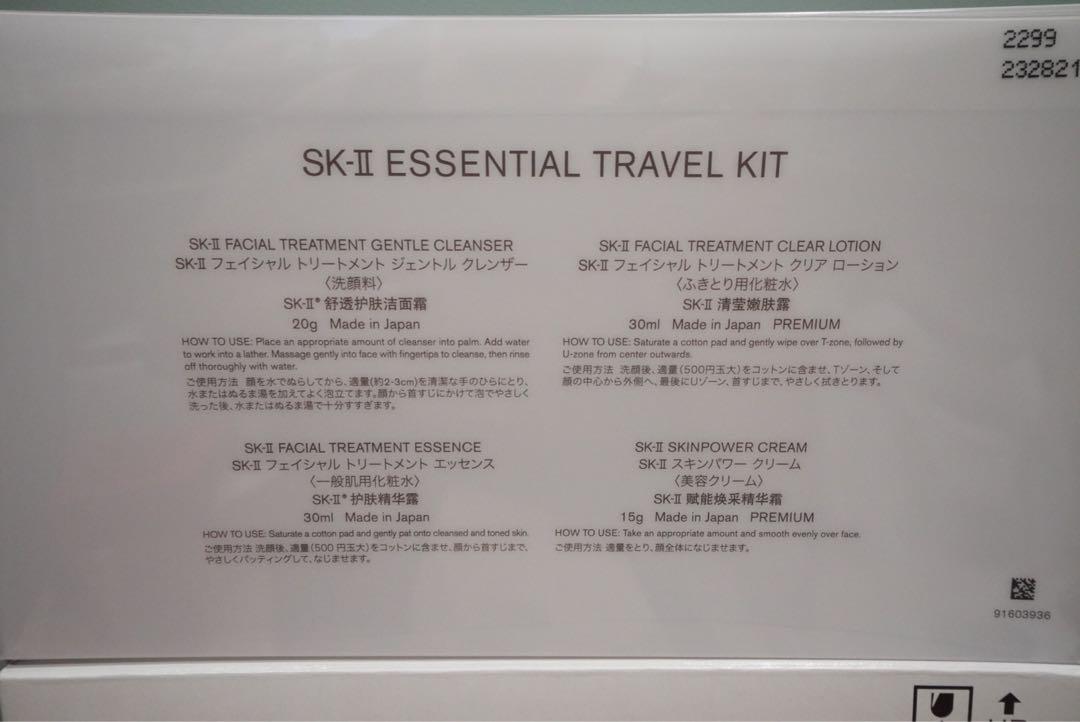 2299
232821
SK-II ESSENTIAL TRAVEL KIT
SK-II FACIAL TREATMENT GENTLE CLEANSER
SK-II フェイシャル トリートメント ジェントル クレンザー
〈洗顔料〉
SK-II® 舒透护肤洁面霜
20g Made in Japan
HOW TO USE: Place an appropriate amount of cleanser into palm. Add water
to work into a lather. Massage gently into face with fingertips to cleanse, then rinse
off thoroughly with water.
ご使用方法 顔を水でぬらしてから、適量(約2-3cm)を清潔な手のひらにとり、
水またはぬるま湯を加えてよく泡立てます。顔から首すじにかけて泡でやさしく
洗った後、水またはぬるま湯で十分すすぎます。
SK-II FACIAL TREATMENT CLEAR LOTION
SK-II フェイシャル トリートメント クリア ローション
〈ふきとり用化粧水〉
SK-II 清莹嫩肤露
30ml Made in Japan PREMIUM
HOW TO USE: Saturate a cotton pad and gently wipe over T-zone, followed by
U-zone from center outwards.
ご使用方法 洗顔後、適量(500円玉大)をコットンに含ませ、Tゾーン、そして
顔の中心から外側へ、最後にUゾーン、首すじまで、やさしく拭きとります。
SK-II FACIAL TREATMENT ESSENCE
SK-II フェイシャル トリートメント エッセンス
〈一般肌用化粧水〉
SK-II® 护肤精华露
30ml Made in Japan
HOW TO USE: Saturate a cotton pad and gently pat onto cleansed and toned skin.
ご使用方法 洗顔後、適量(500 円玉大)をコットンに含ませ、顔から首すじまで、
やさしくパッティングして、なじませます。
SK-II SKINPOWER CREAM
SK-II スキンパワー クリーム
〈美容クリーム〉
SK-II 赋能焕采精华霜
15g Made in Japan PREMIUM
HOW TO USE: Take an appropriate amount and smooth evenly over face.
ご使用方法 適量をとり、顔全体になじませます。
91603936